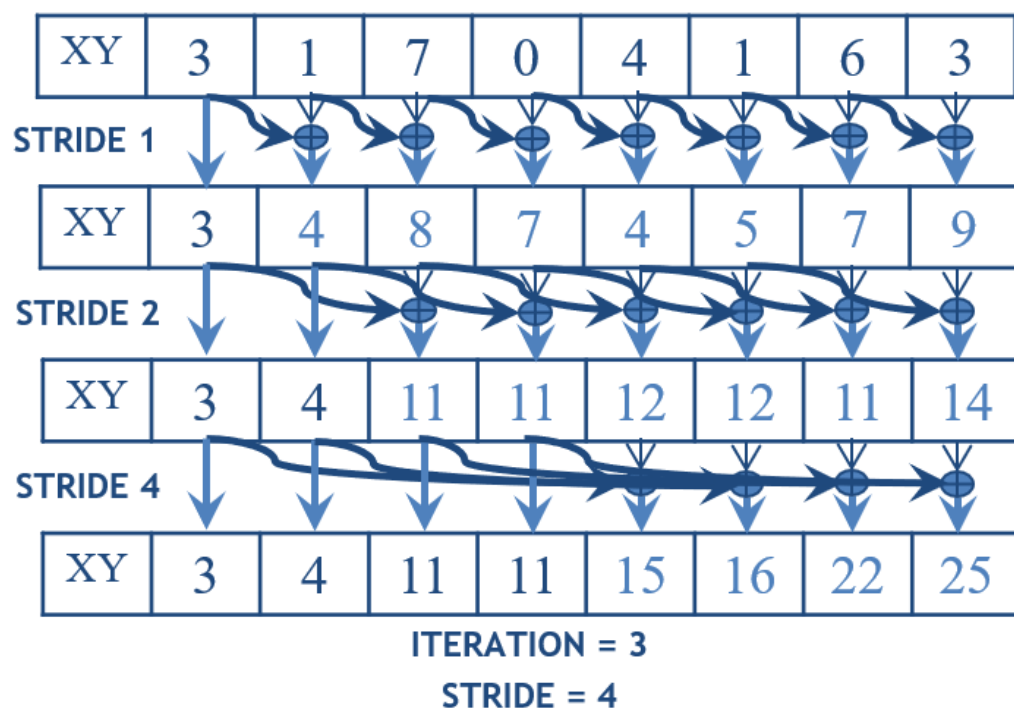 XY 3 1 7 0 4 1 6 3
STRIDE 1
XY 3 4 8 7 4 5 7 9
STRIDE 2
XY 3 4 11 11 12 12 11 14
STRIDE 4
XY 3 4 11 11 15 16 22 25
ITERATION = 3
STRIDE = 4